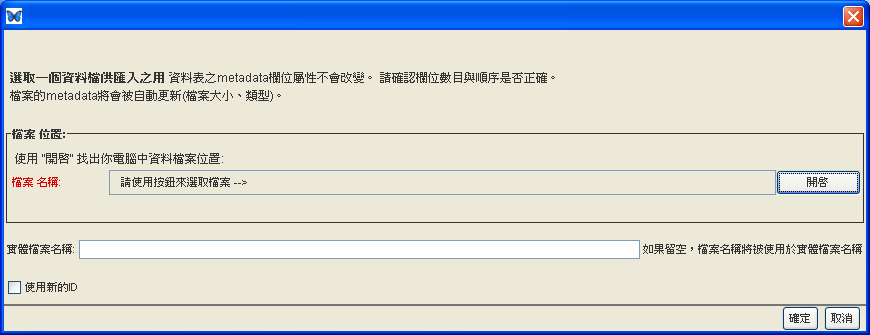 選取一個資料檔供匯入之用 資料表之metadata欄位屬性不會改變。 請確認欄位數目與順序是否正確。
檔案的metadata將會被自動更新(檔案大小、類型)。
檔案 位置:
使用 "開啓" 找出你電腦中資料檔案位置:
檔案 名稱: 請使用按鈕來選取檔案 --> 開啓
實體檔案名稱: 如果留空，檔案名稱將被使用於實體檔案名稱
使用新的ID
確定 取消